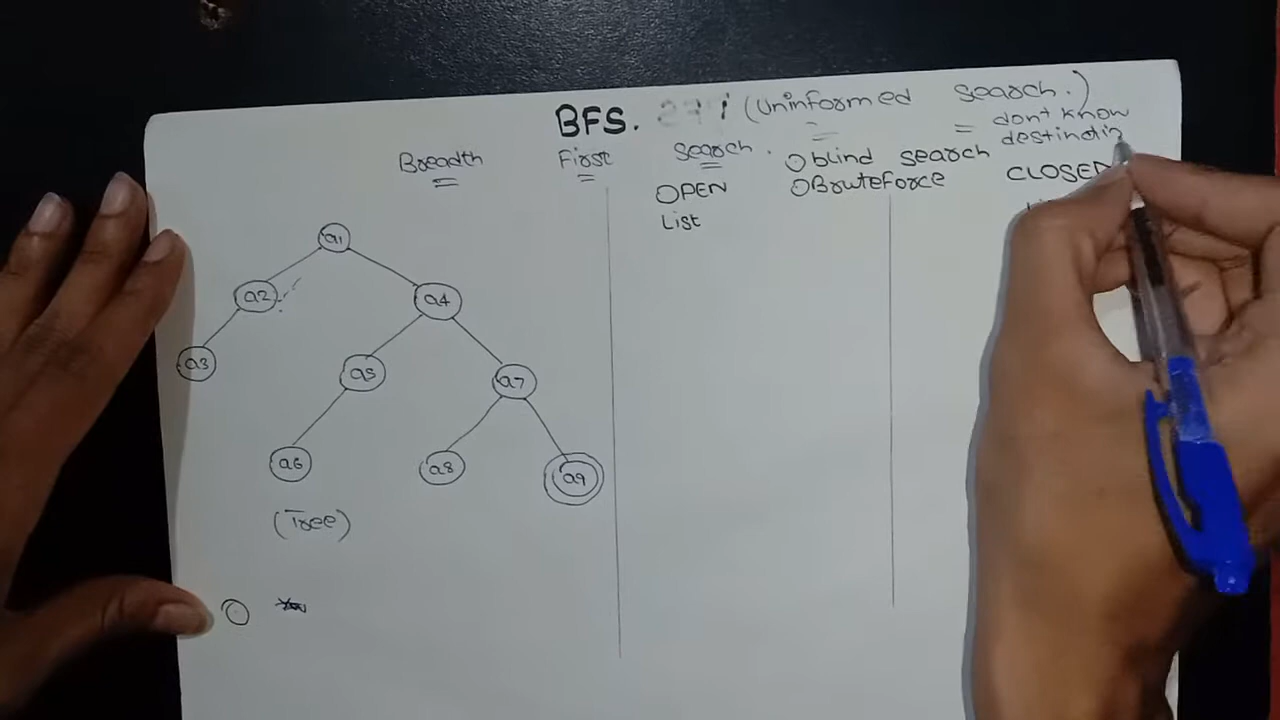 BFS. (Uninformed search.)
= don't know
Breadth First Search. blind search
OPEN BruteForce CLOSED
List
a1
a2 a4
a3 a5 a7
a6 a8 a9
(Tree)